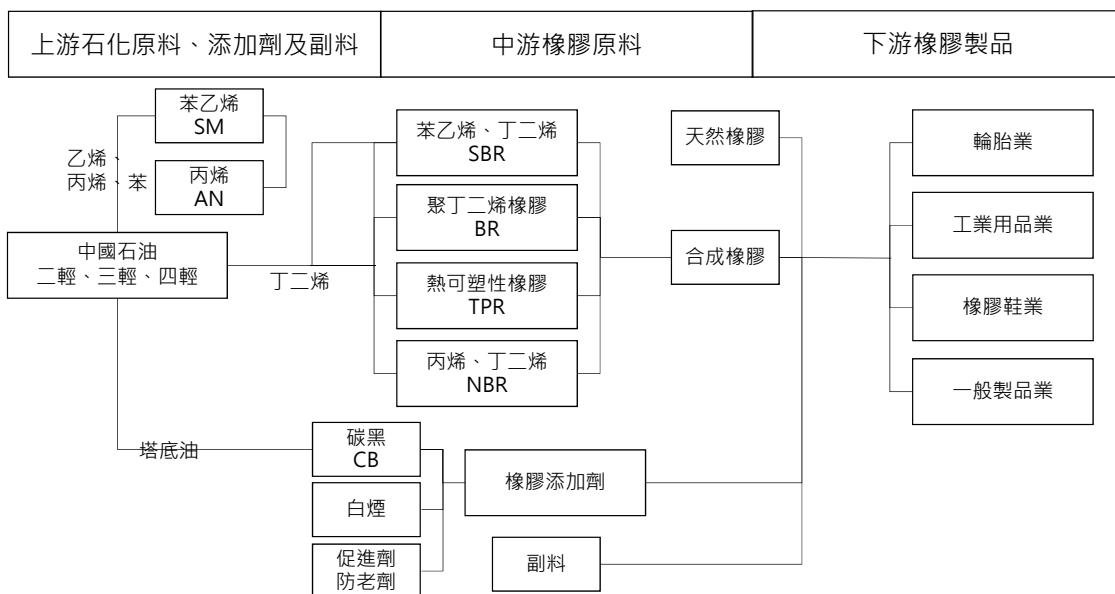 上游石化原料、添加劑及副料
中游橡膠原料
下游橡膠製品
苯乙烯
SM
乙烯、
丙烯、苯
丙烯
AN
中國石油
二輕、三輕、四輕
丁二烯
苯乙烯、丁二烯
SBR
聚丁二烯橡膠
BR
熱可塑性橡膠
TPR
丙烯、丁二烯
NBR
天然橡膠
合成橡膠
輪胎業
工業用品業
橡膠鞋業
一般製品業
塔底油
碳黑
CB
白煙
促進劑
防老劑
橡膠添加劑
副料